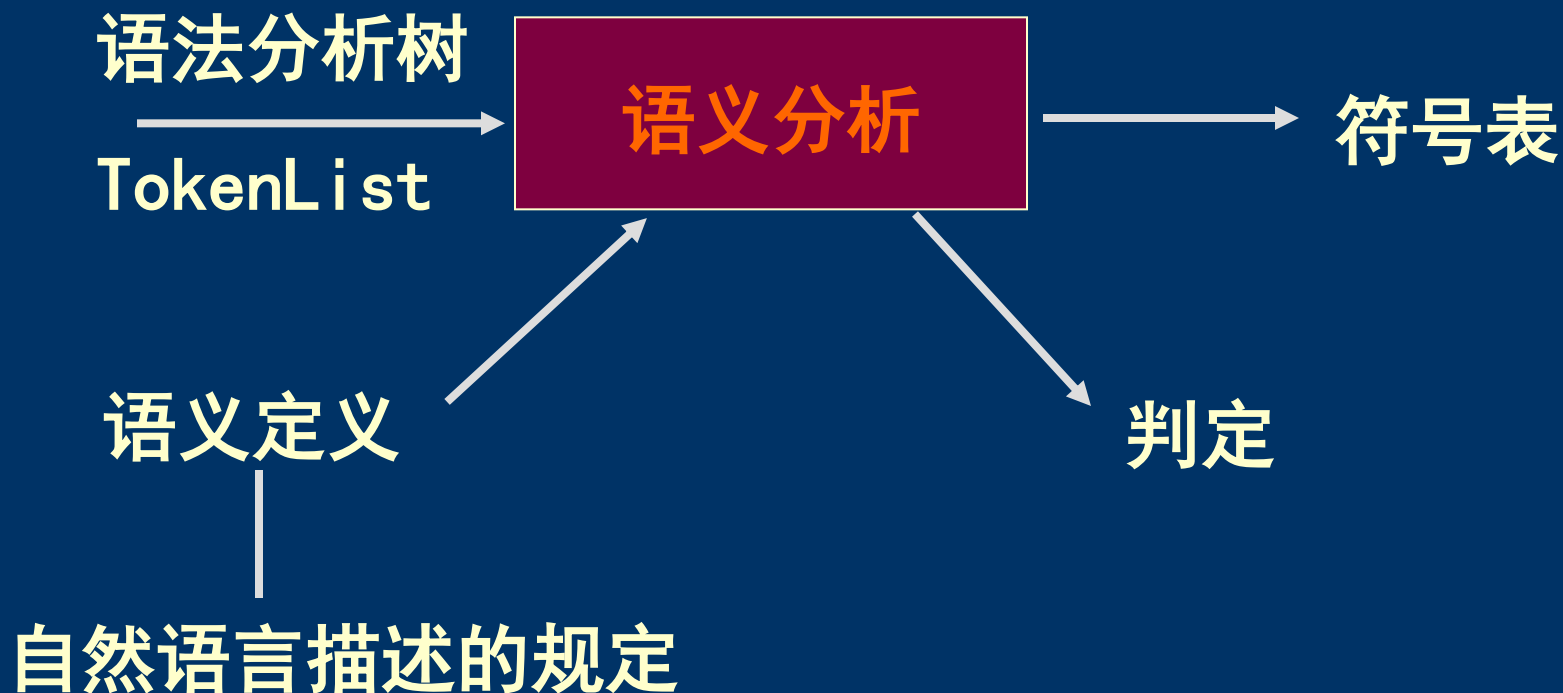 语法分析树
语义分析
符号表
TokenList
语义定义
判定
自然语言描述的规定